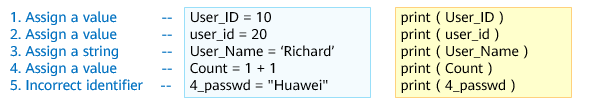 1. Assign a value -- User_ID = 10 print ( User_ID )
2. Assign a value -- user_id = 20 print ( user_id )
3. Assign a string -- User_Name = ‘Richard’ print ( User_Name )
4. Assign a value -- Count = 1 + 1 print ( Count )
5. Incorrect identifier -- 4_passwd = "Huawei" print ( 4_passwd )